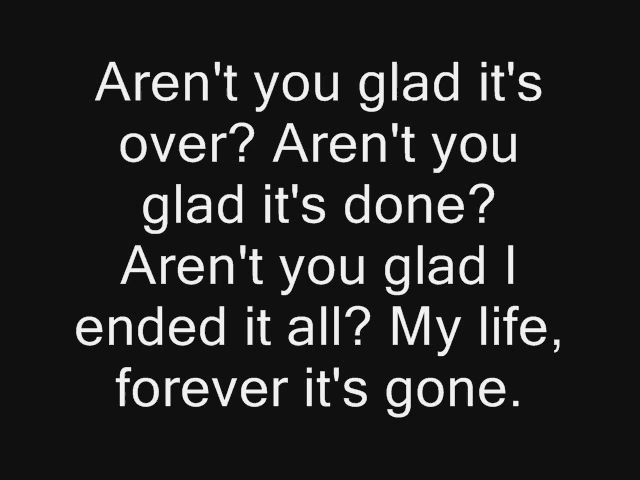 Aren't you glad it's
over? Aren't you
glad it's done?
Aren't you glad I
ended it all? My life,
forever it's gone.